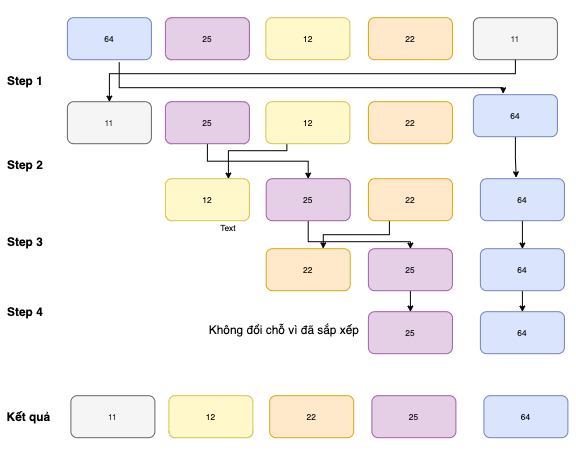 64 25 12 22 11
Step 1
11 25 12 22 64
Step 2
12 25 22 64
Text
Step 3
22 25 64
Step 4
Không đổi chỗ vì đã sắp xếp 25 64
Kết quả 11 12 22 25 64